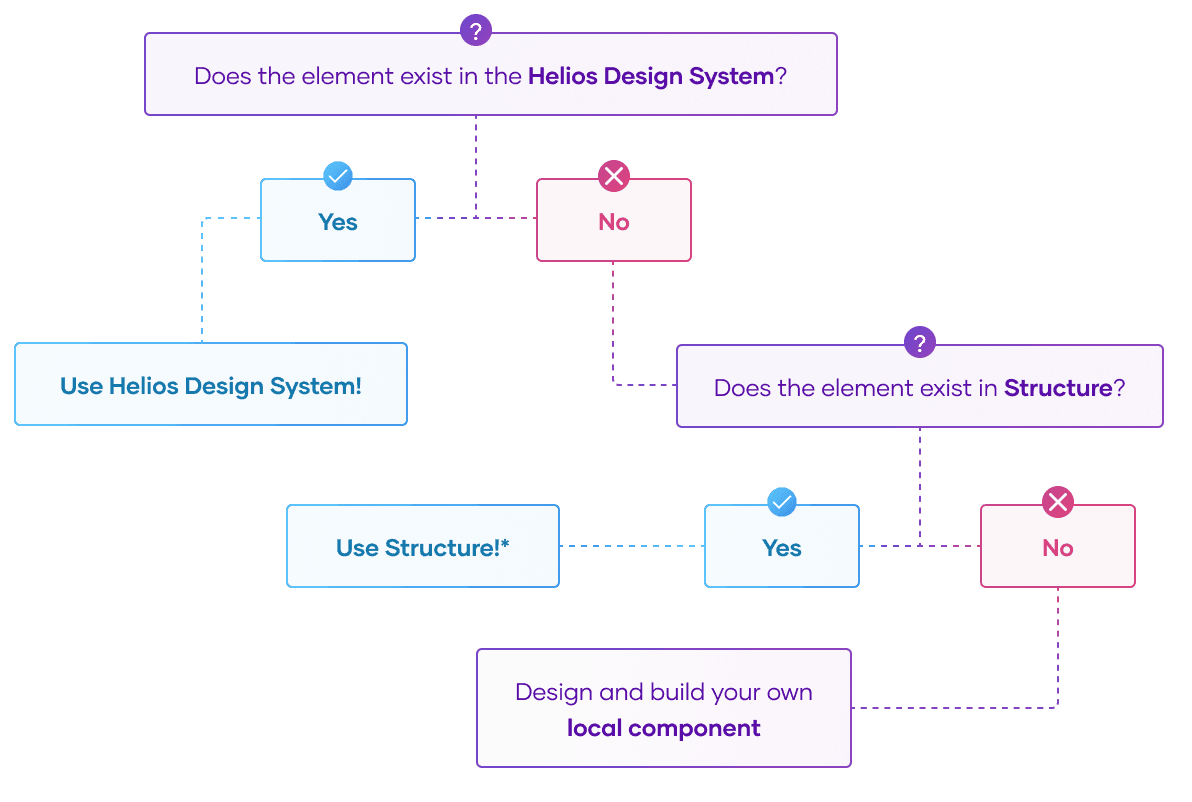 ?
Does the element exist in the Helios Design System?
Yes
No
Use Helios Design System!
?
Does the element exist in Structure?
Use Structure!*
Yes
No
Design and build your own
local component